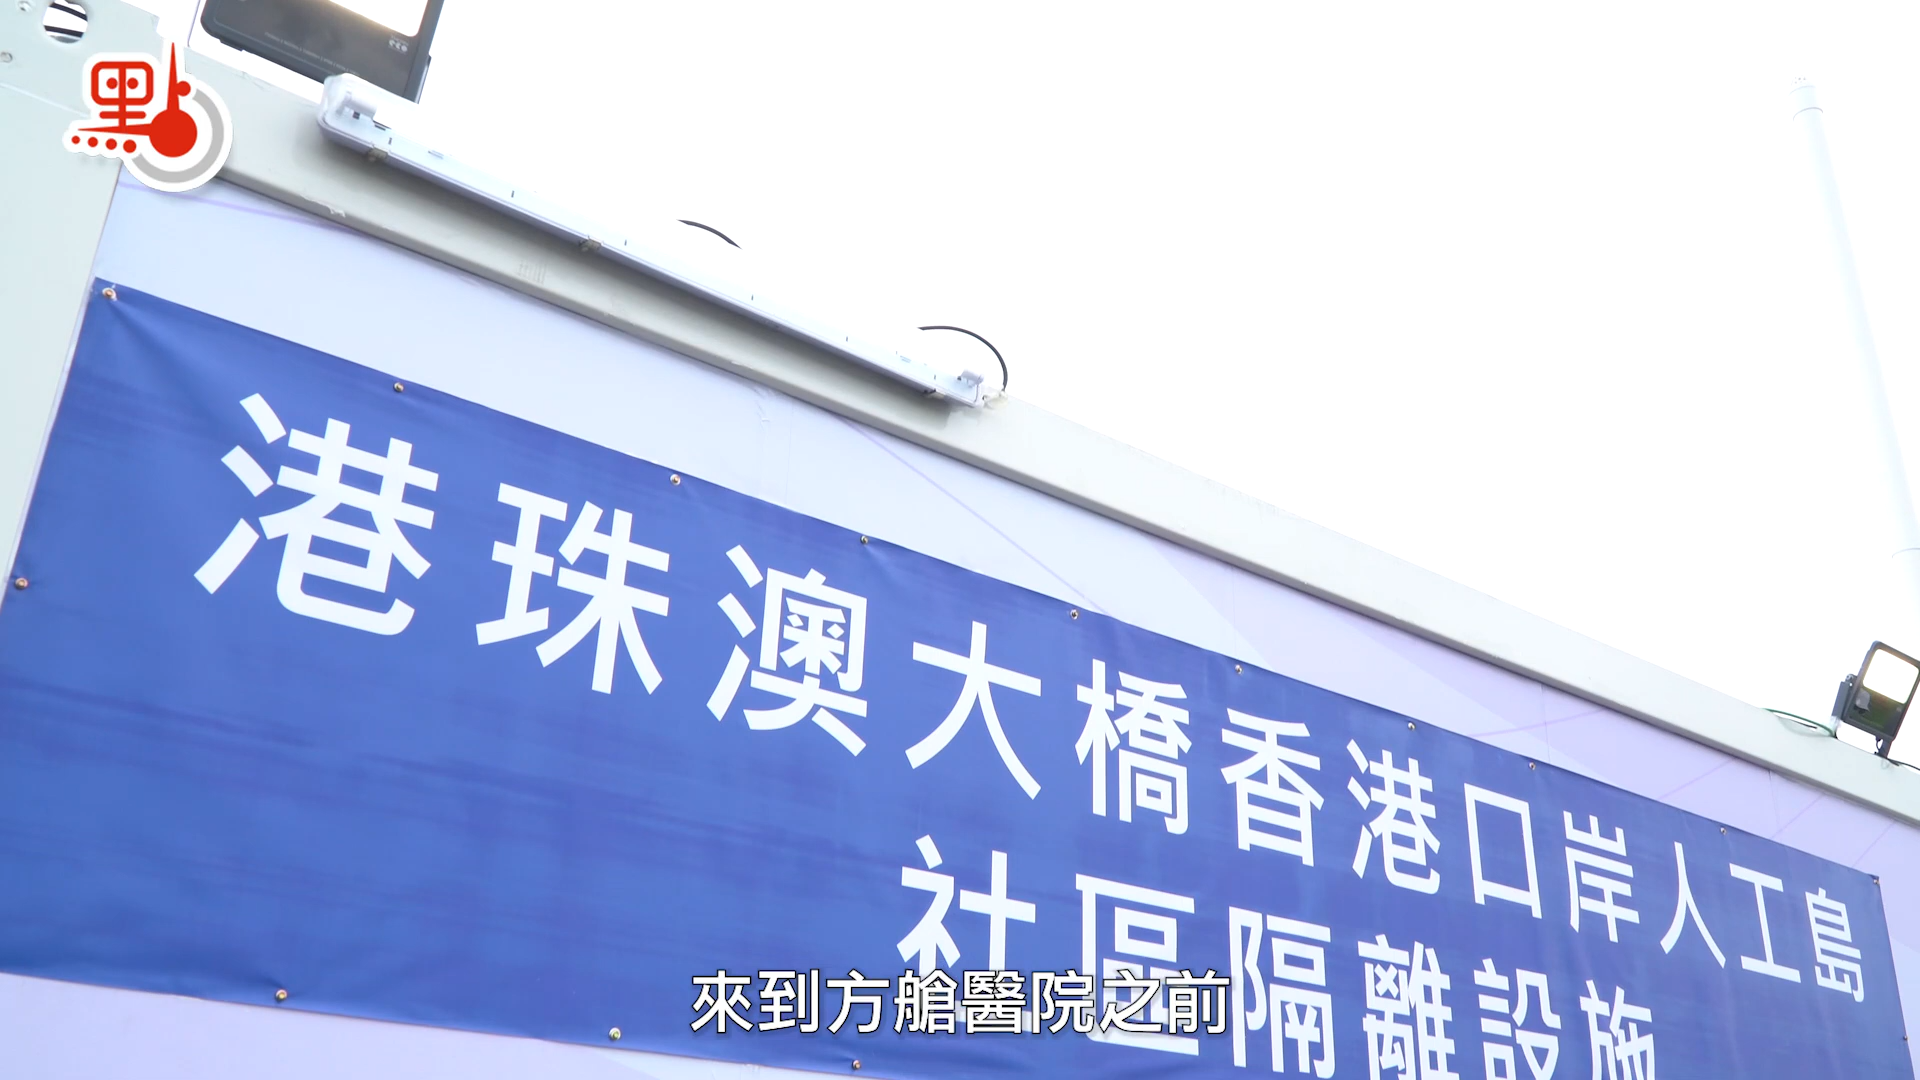 點
港珠澳大橋香港口岸人工島
社區隔離設施
來到方艙醫院之前